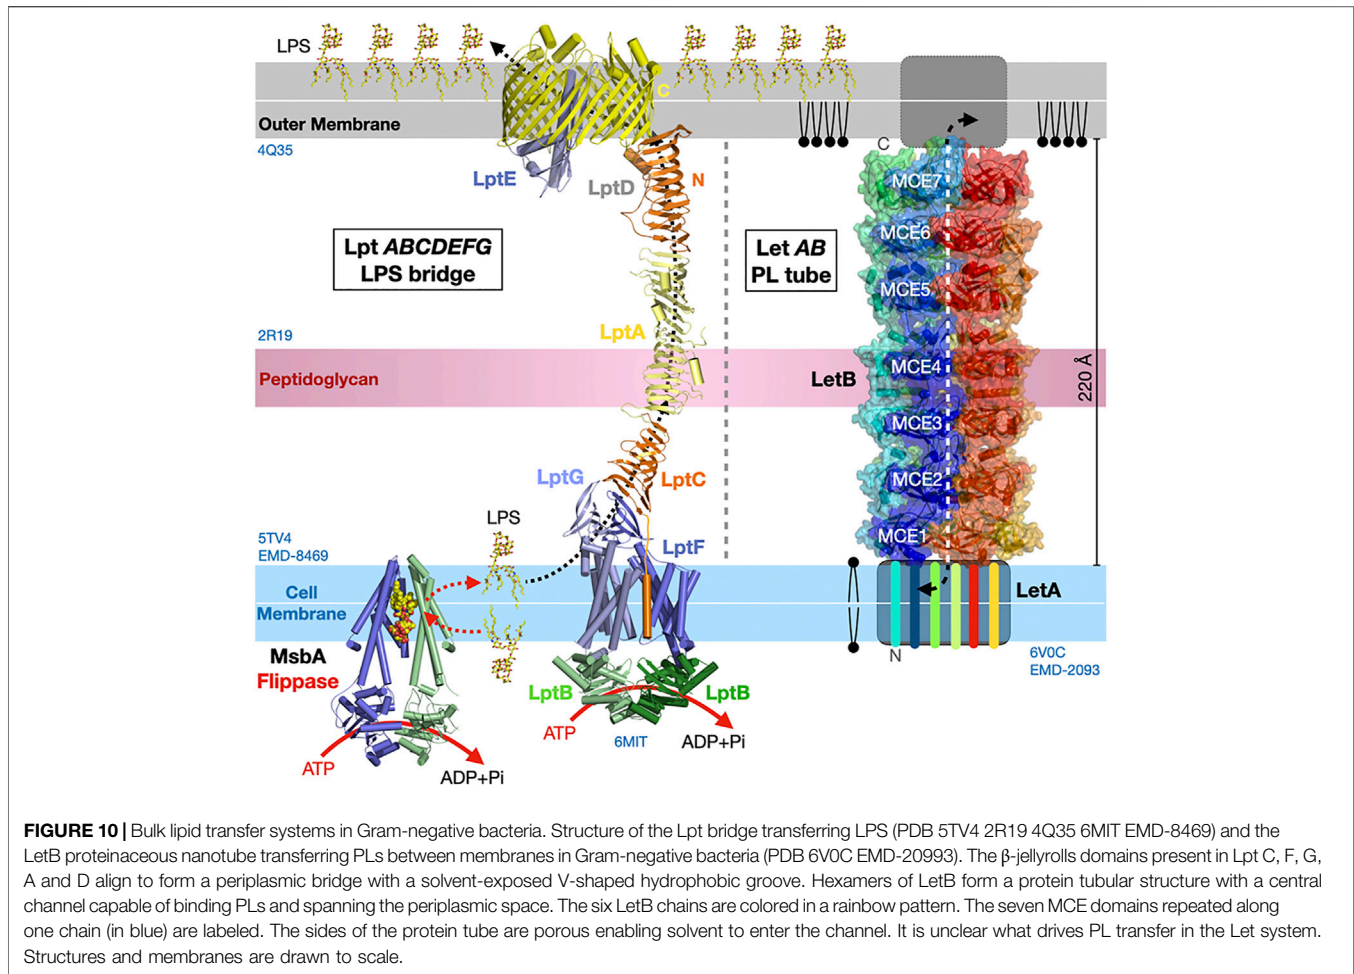 LPS
C
Outer Membrane
4Q35
LptE
LptD
N
C
MCE7
Lpt ABCDEFG
LPS bridge
Let AB
PL tube
MCE6
MCE5
2R19
LptA
Peptidoglycan
LetB
MCE4
220 Å
MCE3
LptG
LptC
MCE2
LPS
5TV4
EMD-8469
LptF
MCE1
Cell
Membrane
LetA
MsbA
Flippase
N
6V0C
EMD-2093
LptB
LptB
ATP
6MIT
ADP+Pi
ATP
ADP+Pi
FIGURE 10 | Bulk lipid transfer systems in Gram-negative bacteria. Structure of the Lpt bridge transferring LPS (PDB 5TV4 2R19 4Q35 6MIT EMD-8469) and the
LetB proteinaceous nanotube transferring PLs between membranes in Gram-negative bacteria (PDB 6V0C EMD-20993). The β-jellyrolls domains present in Lpt C, F, G,
A and D align to form a periplasmic bridge with a solvent-exposed V-shaped hydrophobic groove. Hexamers of LetB form a protein tubular structure with a central
channel capable of binding PLs and spanning the periplasmic space. The six LetB chains are colored in a rainbow pattern. The seven MCE domains repeated along
one chain (in blue) are labeled. The sides of the protein tube are porous enabling solvent to enter the channel. It is unclear what drives PL transfer in the Let system.
Structures and membranes are drawn to scale.